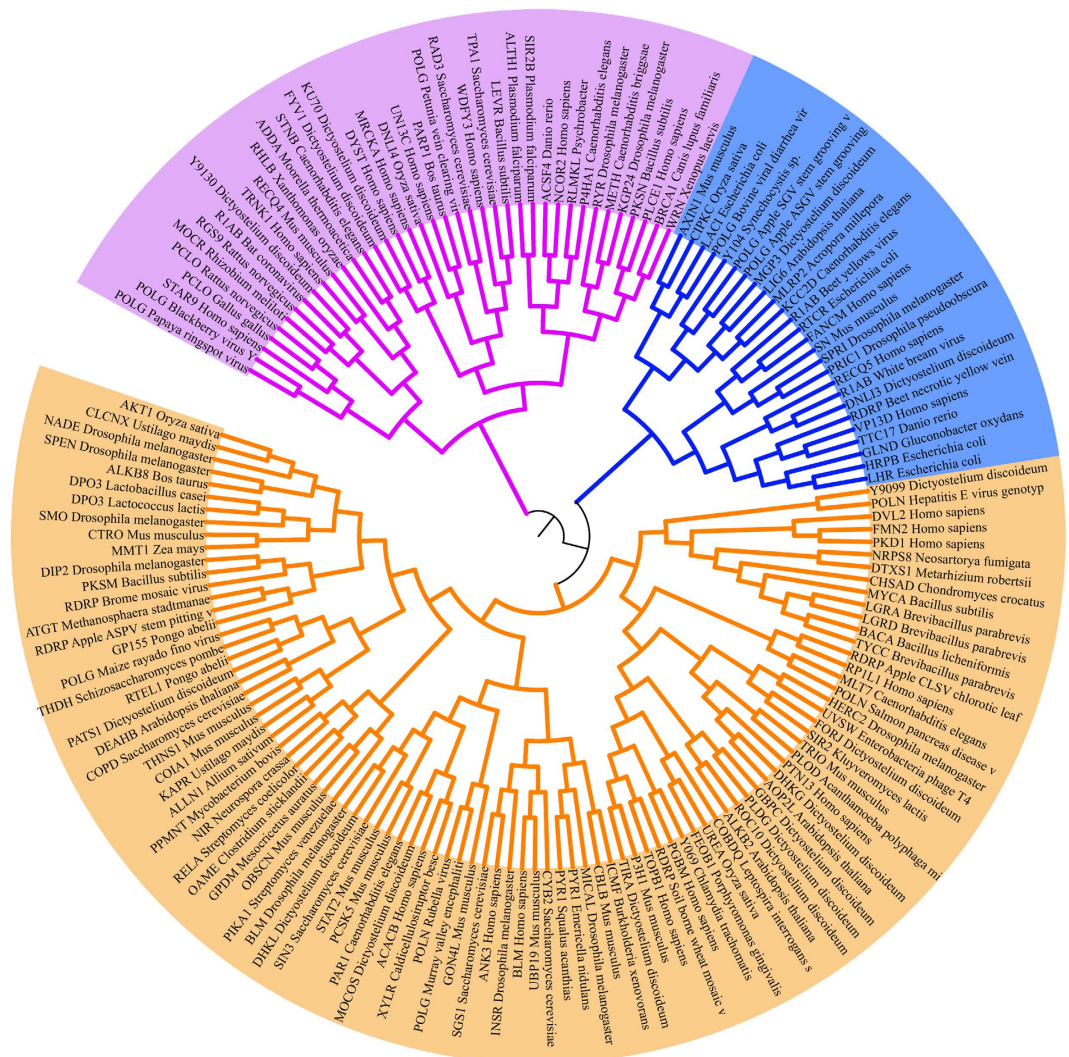 POLG Papaya ringspot virus
POLG Blackberry virus Y
STAR9 Homo sapiens
PCLO Gallus gallus
PCLO Rattus norvegicus
MOCR Rhizobium meliloti
RGS9 Rattus norvegicus
R1AB Bat coronavirus
Y9130 Dictyostelium discoideum
TRNK1 Homo sapiens
RECQ4 Mus musculus
RHLB Xanthomonas oryzae
ADDA Moorella thermoacetica
STND Caenorhabditis elegans
FYV1 Dictyostelium discoideum
KU70 Dictyostelium discoideum
DYST Homo sapiens
MRCKA Homo sapiens
DNLI4 Oryza sativa
UN13C Homo sapiens
PARP1 Bos taurus
POLG Petunia vein clearing vir
RAD3 Saccharomyces cerevisiae
WDFY3 Homo sapiens
TPA1 Saccharomyces cerevisiae
LEVR Bacillus subtilis
ALTH1 Plasmodium falciparum
SIR2B Plasmodium falciparum
ACSF4 Danio rerio
NCOR2 Homo sapiens
RLMKL Psychrobacter
P4HA1 Caenorhabditis elegans
RYR Drosophila melanogaster
METH Caenorhabditis briggsae
KGP24 Drosophila melanogaster
PKSN Bacillus subtilis
PLCE1 Homo sapiens
BRCA1 Canis lupus familiaris
WRN Xenopus laevis
AXIN1 Mus musculus
CIPKC Oryza sativa
ACT Escherichia coli
POLG Bovine viral diarrhea vir
Y104 Synechocystis sp.
POLG Apple SGV stem grooving v
POLG Apple ASGV stem grooving
MGP3 Dictyostelium discoideum
LIG6 Arabidopsis thaliana
MLRP2 Acropora millepora
KCC2D Caenorhabditis elegans
R1AB Beet yellows virus
RTCR Escherichia coli
FANCM Homo sapiens
SN Mus musculus
SPRI Drosophila melanogaster
PRIC1 Drosophila pseudoobscura
RECQ5 Homo sapiens
R1AB White bream virus
DNLI3 Dictyostelium discoideum
RDRP Beet necrotic yellow vein
VP13D Homo sapiens
TTC17 Danio rerio
GLND Gluconobacter oxydans
HRPB Escherichia coli
LHR Escherichia coli
Y9099 Dictyostelium discoideum
POLN Hepatitis E virus genotyp
DVL2 Homo sapiens
FMN2 Homo sapiens
PKD1 Homo sapiens
NRPS8 Neosartorya fumigata
DTXS1 Metarhizium robertsii
CHSAD Chondromyces crocatus
MYCA Bacillus subtilis
LGRA Brevibacillus parabrevis
LGRD Brevibacillus parabrevis
BACA Bacillus licheniformis
TYCC Brevibacillus parabrevis
RDRP Apple CLSV chlorotic leaf
RP1L1 Homo sapiens
MLT7 Caenorhabditis elegans
POLN Salmon pancreas disease v
HERC2 Drosophila melanogaster
UVSW Enterobacteria phage T4
FORJ Dictyostelium discoideum
SIR2 Kluyveromyces lactis
TRIO Mus musculus
PLOD Acanthamoeba polyphaga mi
PTN13 Homo sapiens
DHKG Dictyostelium discoideum
AOP2L Arabidopsis thaliana
GBPC Dictyostelium discoideum
PLDG Dictyostelium discoideum
ROC10 Dictyostelium discoideum
COBDQ Leptospira interrogans s
ALKB2 Arabidopsis thaliana
UREA Oryza sativa
FEOB1 Porphyromonas gingivalis
Y069 Chlamydia trachomatis
UGBM Homo sapiens
RDRP Soil bone wheat mosaic v
TOPB1 Homo sapiens
PSH1 Mus musculus
TIRA Dictyostelium discoideum
TCMF Burkholderia xenovorans
CBLB Mus musculus
MICAL Drosophila melanogaster
PYR1 Emericella nidulans
PYR1 Squalus acanthias
CYB2 Saccharomyces cerevisiae
UBP19 Mus musculus
BLM Homo sapiens
INSR Drosophila melanogaster
ANK3 Homo sapiens
SGS1 Saccharomyces cerevisiae
GON4L Mus musculus
POLG Murray valley encephaliti
POLN Rubella virus
XYLR Caldicellulosiruptor besc
ACACB Homo sapiens
MOCOS Dictyostelium discoideum
PAR1 Caenorhabditis elegans
PCSK5 Mus musculus
STAT2 Mus musculus
SIN3 Saccharomyces cerevisiae
DHKL Dictyostelium discoideum
BLM Drosophila melanogaster
PIKA1 Streptomyces venezuelae
OBSCN Mus musculus
GPDM Mesocricetus auratus
OAME Clostridium sticklandii
RELA Streptomyces coelicolor
NIR Neurospora crassa
PPMNT Mycobacterium bovis
ALLN1 Allium sativum
KAPR Ustilago maydis
COIA1 Mus musculus
THNS1 Mus musculus
COPD Saccharomyces cerevisiae
DEAHB Arabidopsis thaliana
PATS1 Dictyostelium discoideum
RTEL1 Pongo abelii
THDH Schizosaccharomyces pombe
POLG Maize rayado fino virus
GP155 Pongo abelii
RDRP Apple ASPV stem pitting v
ATGT Methanosphaera stadtmanae
RDRP Brome mosaic virus
PKSM Bacillus subtilis
DIP2 Drosophila melanogaster
MMT1 Zea mays
CTRO Mus musculus
SMO Drosophila melanogaster
DPO3 Lactococcus lactis
DPO3 Lactobacillus casei
ALKB8 Bos taurus
SPEN Drosophila melanogaster
NADE Drosophila melanogaster
CLCNX Ustilago maydis
AKT1 Oryza sativa